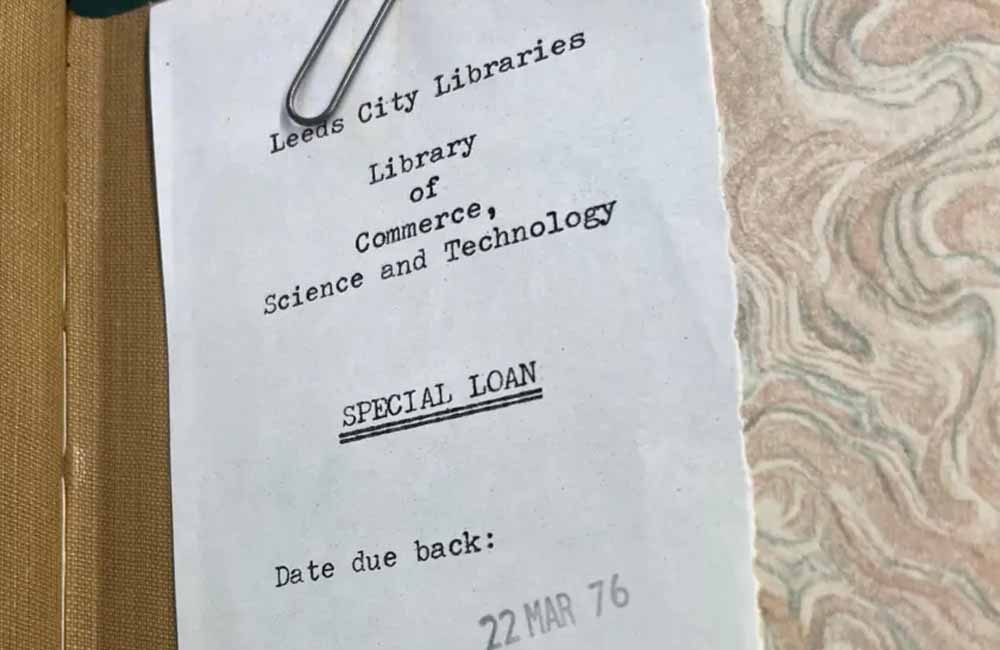 Leeds City Libraries
Library
of
Commerce,
Science and Technology
SPECIAL LOAN
Date due back:
22 MAR 76